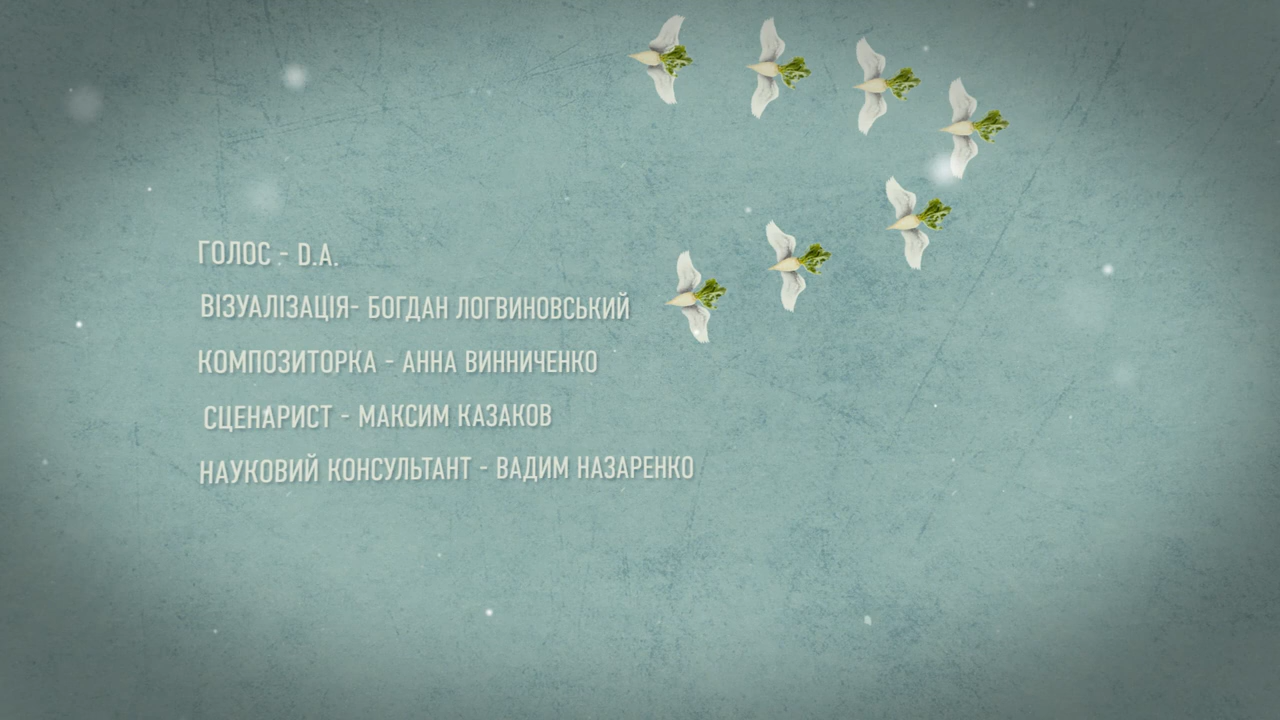 ГОЛОС - D.A.
ВІЗУАЛІЗАЦІЯ- БОГДАН ЛОГВИНОВСЬКИЙ
КОМПОЗИТОРКА - АННА ВИННИЧЕНКО
СЦЕНАРИСТ - МАКСИМ КАЗАКОВ
НАУКОВИЙ КОНСУЛЬТАНТ - ВАДИМ НАЗАРЕНКО